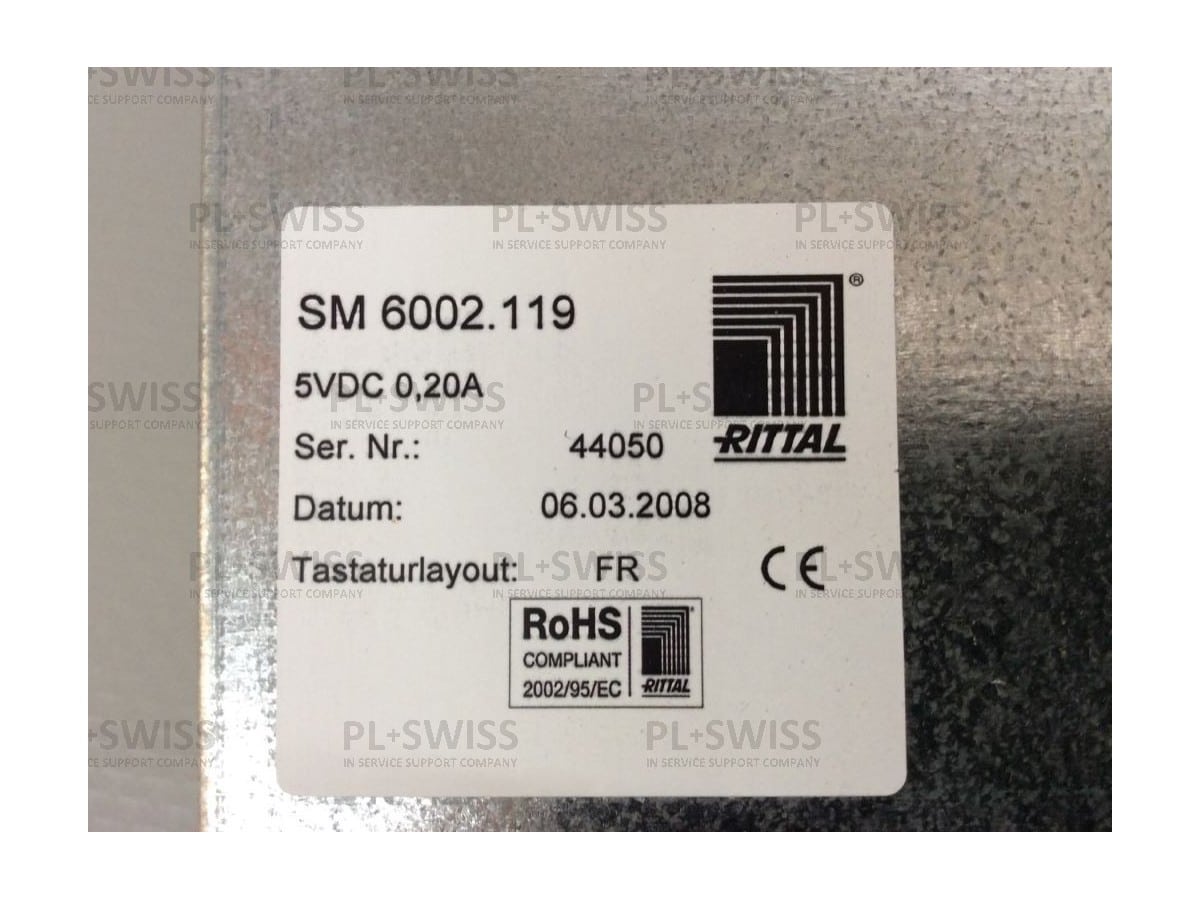 SM 6002.119
®
5VDC 0,20A
RITTAL
Ser. Nr.: 44050
Datum: 06.03.2008
Tastaturlayout: FR
CE
RoHS
COMPLIANT
2002/95/EC
RITTAL
PL+SWISS
IN SERVICE SUPPORT COMPANY